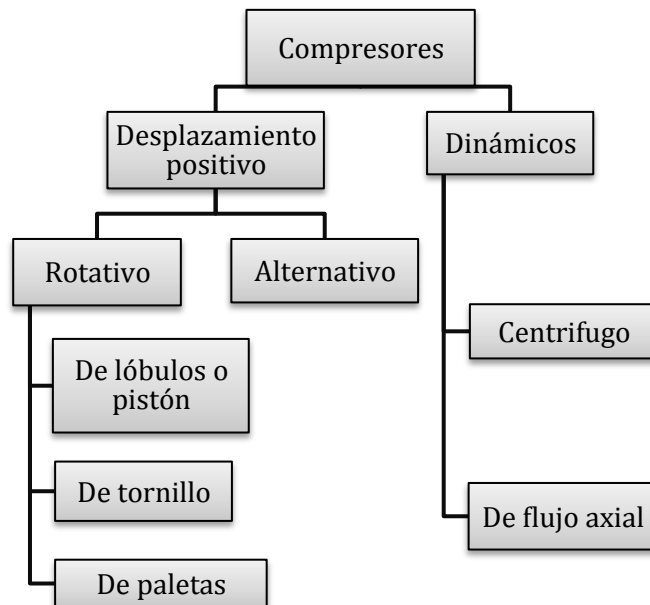 Compresores
Desplazamiento
positivo
Dinámicos
Rotativo
Alternativo
De lóbulos o
pistón
De tornillo
De paletas
Centrifugo
De flujo axial